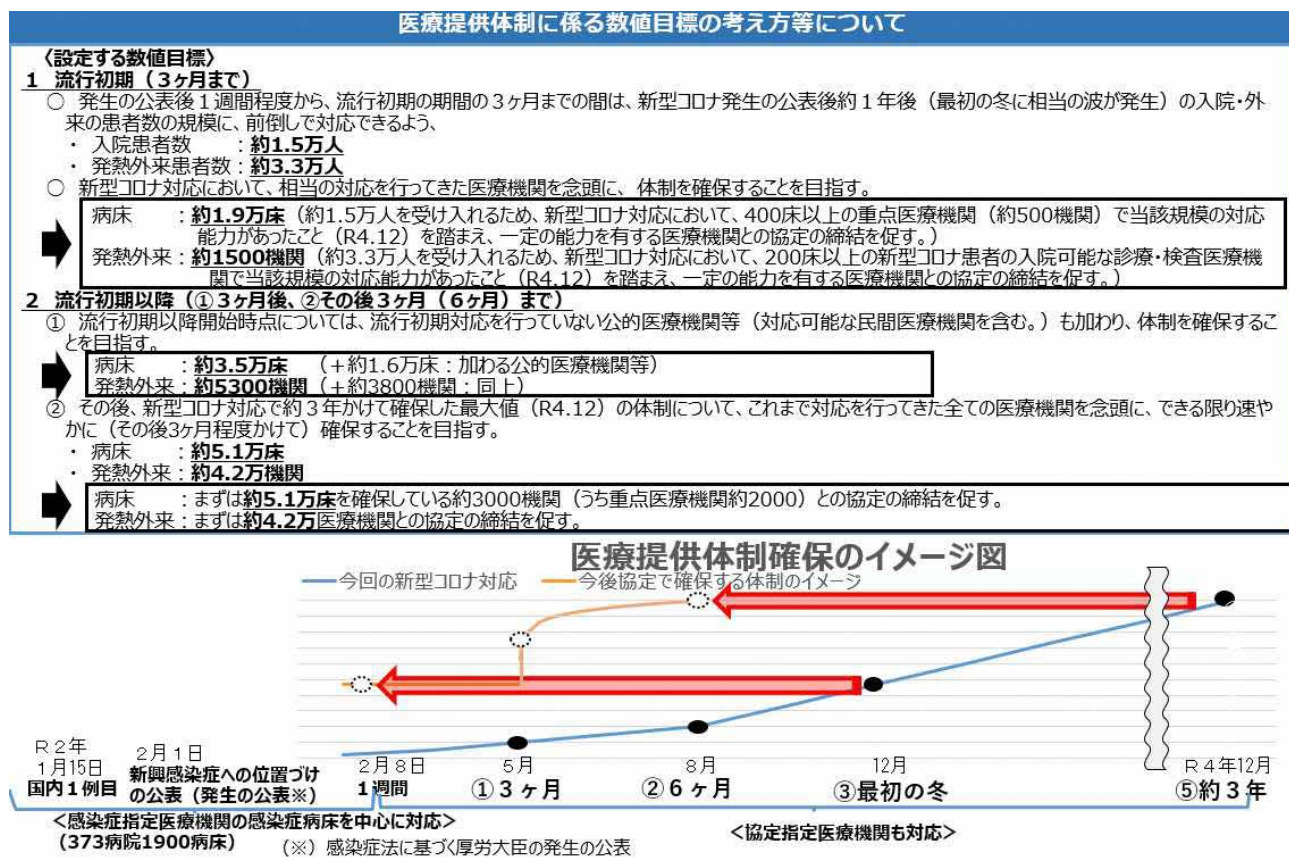 医療提供体制に係る数値目標の考え方等について
〈設定する数値目標〉
1 流行初期（3ヶ月まで）
○ 発生の公表後1週間程度から、流行初期の期間の3ヶ月までの間は、新型コロナ発生の公表後約1年後（最初の冬に相当の波が発生）の入院・外
来の患者数の規模に、前倒しで対応できるよう、
・ 入院患者数 ：約1.5万人
・ 発熱外来患者数：約3.3万人
○ 新型コロナ対応において、相当の対応を行ってきた医療機関を念頭に、体制を確保することを目指す。
病床 ：約1.9万床（約1.5万人を受け入れるため、新型コロナ対応において、400床以上の重点医療機関（約500機関）で当該規模の対応
能力があったこと（R4.12）を踏まえ、一定の能力を有する医療機関との協定の締結を促す。）
発熱外来：約1500機関（約3.3万人を受け入れるため、新型コロナ対応において、200床以上の新型コロナ患者の入院可能な診療・検査医療機
関で当該規模の対応能力があったこと（R4.12）を踏まえ、一定の能力を有する医療機関との協定の締結を促す。）
2 流行初期以降（①3ヶ月後、②その後3ヶ月（6ヶ月）まで）
① 流行初期以降開始時点については、流行初期対応を行っていない公的医療機関等（対応可能な民間医療機関を含む。）も加わり、体制を確保するこ
とを目指す。
病床 ：約3.5万床 （＋約1.6万床：加わる公的医療機関等）
発熱外来：約5300機関（＋約3800機関：同上）
② その後、新型コロナ対応で約3年かけて確保した最大値（R4.12）の体制について、これまで対応を行ってきた全ての医療機関を念頭に、できる限り速や
かに（その後3ヶ月程度かけて）確保することを目指す。
・ 病床 ：約5.1万床
・ 発熱外来：約4.2万機関
病床 ：まずは約5.1万床を確保している約3000機関（うち重点医療機関約2000）との協定の締結を促す。
発熱外来：まずは約4.2万医療機関との協定の締結を促す。
医療提供体制確保のイメージ図
今回の新型コロナ対応 今後協定で確保する体制のイメージ
R2年
1月15日
国内1例目
2月1日
新興感染症への位置づけ
の公表（発生の公表※）
2月8日
1週間
5月
①3ヶ月
8月
②6ヶ月
12月
③最初の冬
R4年12月
⑤約3年
＜感染症指定医療機関の感染症病床を中心に対応＞
（373病院1900病床）
（※）感染症法に基づく厚労大臣の発生の公表
＜協定指定医療機関も対応＞